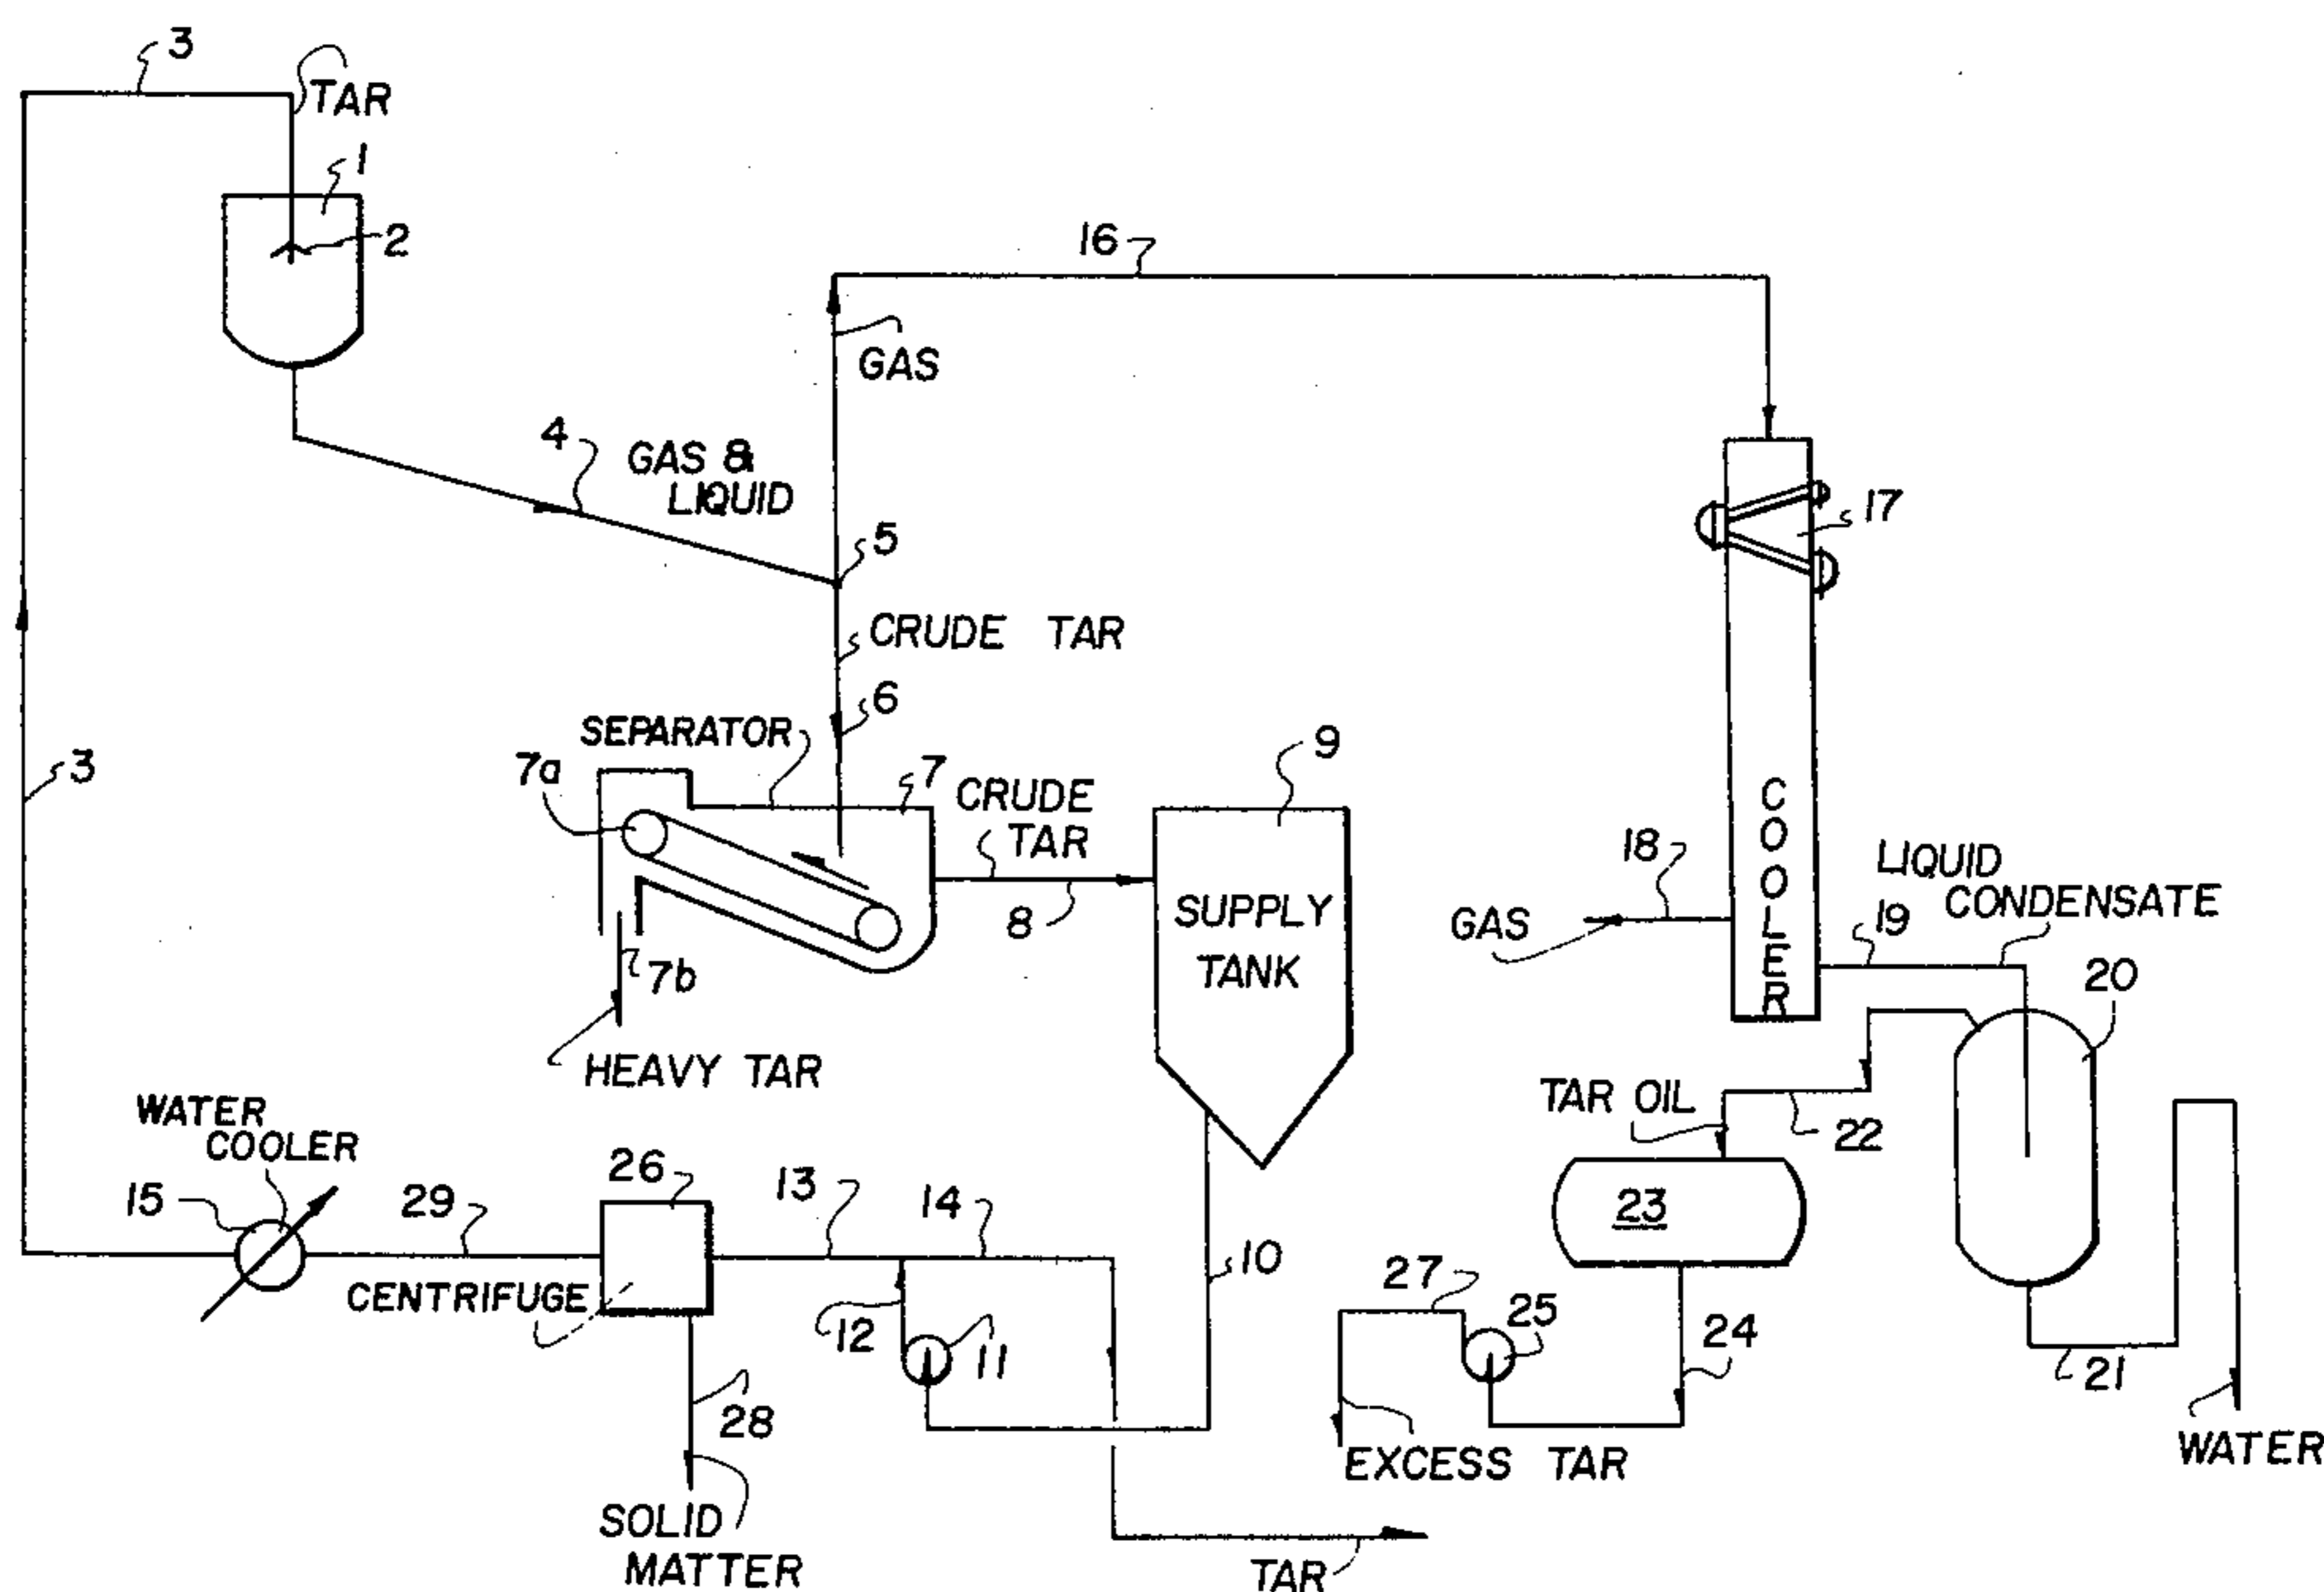 3
TAR
1
2
16
GAS
4
GAS &
LIQUID
5
17
CRUDE TAR
6
SEPARATOR
7a
7
CRUDE
TAR
9
3
COOLER
18
LIQUID
CONDENSATE
19
GAS
8
SUPPLY
TANK
7b
20
HEAVY TAR
TAR OIL
22
WATER
COOLER
15
29
26
13
14
23
10
27
25
24
CENTRIFUGE
12
11
21
28
EXCESS TAR
WATER
SOLID
MATTER
TAR